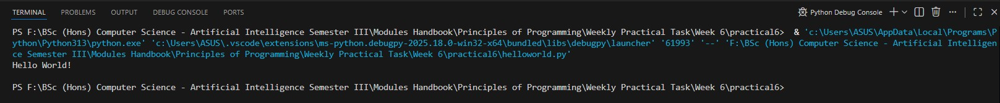 TERMINAL PROBLEMS OUTPUT DEBUG CONSOLE PORTS Python Debug Console
PS F:\BSc (Hons) Computer Science - Artificial Intelligence Semester III\Modules Handbook\Principles of Programming\Weekly Practical Task\Week 6\practical6>  & 'c:\Users\ASUS\AppData\Local\Programs\P
ython\Python313\python.exe' 'c:\Users\ASUS\.vscode\extensions\ms-python.debugpy-2025.18.0-win32-x64\bundled\libs\debugpy\launcher' '61993' '--' 'F:\BSc (Hons) Computer Science - Artificial Intelligen
ce Semester III\Modules Handbook\Principles of Programming\Weekly Practical Task\Week 6\practical6\helloworld.py'
Hello World!
PS F:\BSc (Hons) Computer Science - Artificial Intelligence Semester III\Modules Handbook\Principles of Programming\Weekly Practical Task\Week 6\practical6>